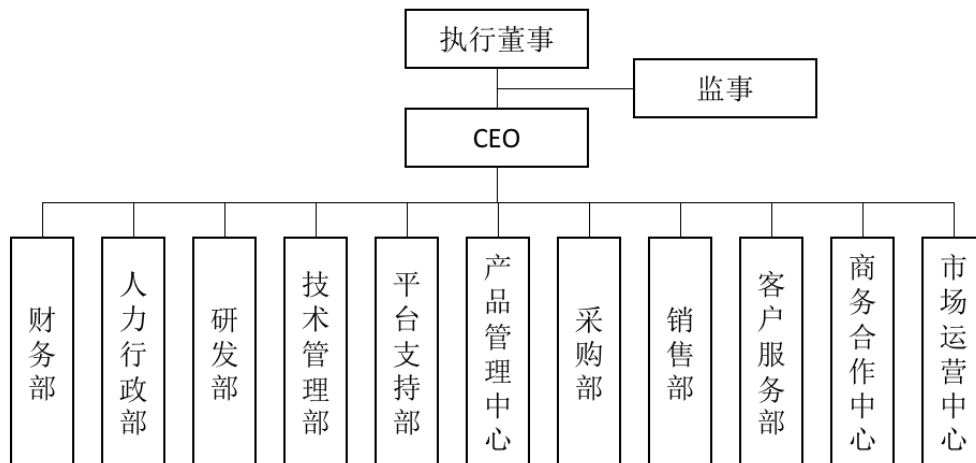 执行董事
监事
CEO
财务部
人力行政部
研发部
技术管理部
平台支持部
产品管理中心
采购部
销售部
客户服务部
商务合作中心
市场运营中心